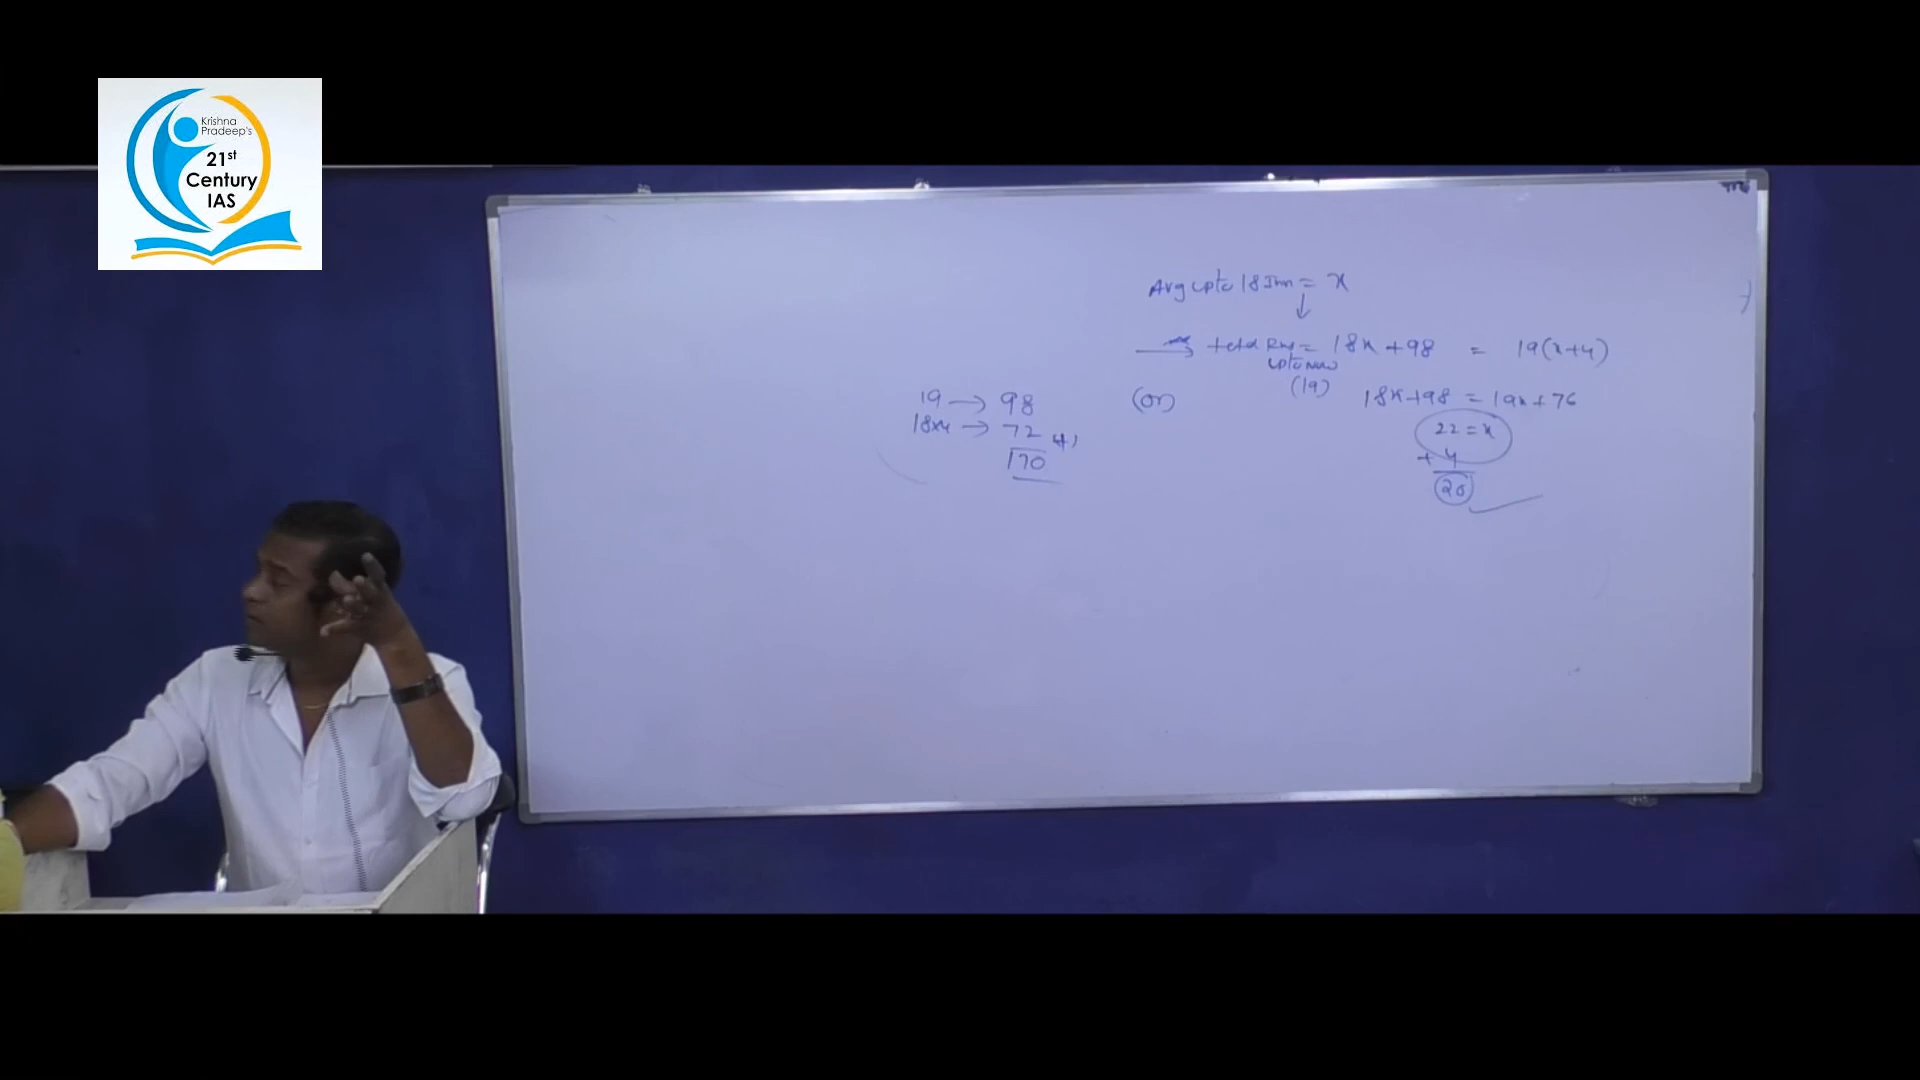 Krishna
Pradeep's
21st
Century
IAS
Avg upto 18 Inn = x
↓
→ total Runs = 18x + 98 = 19(x+4)
upto now
(19)
19 → 98
18x4 → 72 (+)
170
(or)
18x+98 = 19x+76
22 = x
+ 4
26